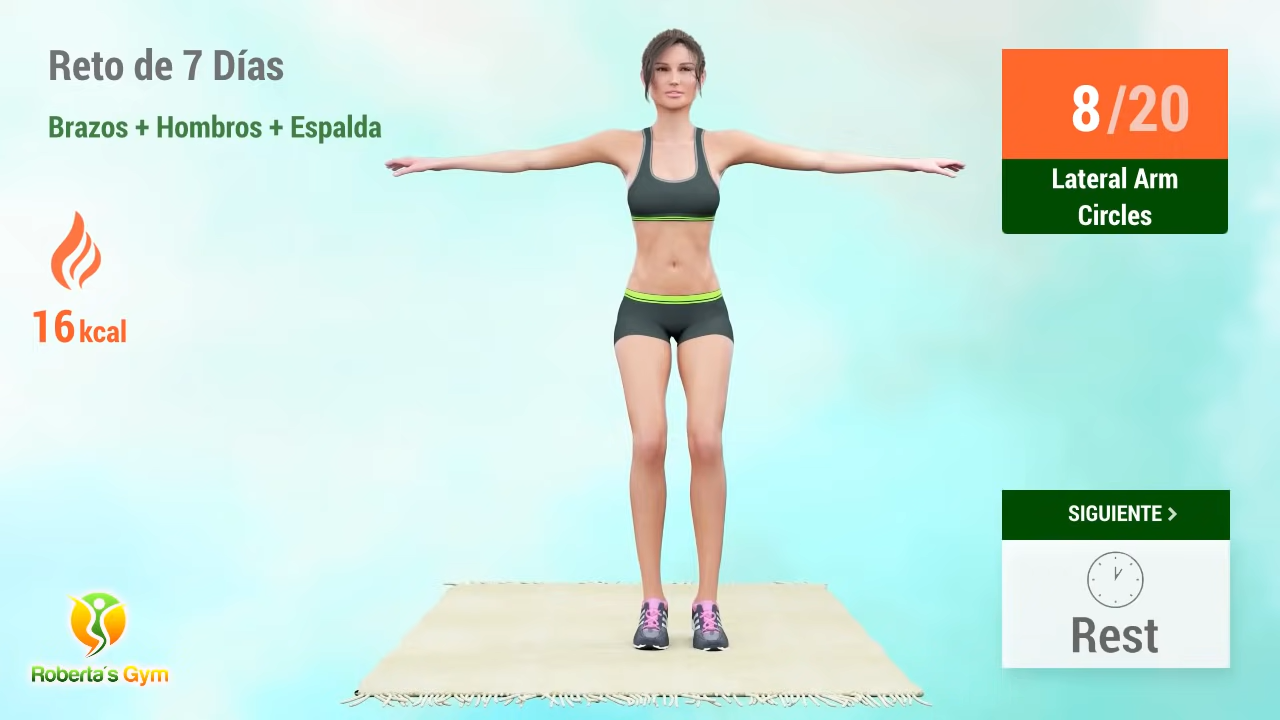 Reto de 7 Días
Brazos + Hombros + Espalda
8/20
Lateral Arm
Circles
16 kcal
SIGUIENTE >
Rest
Roberta´s Gym